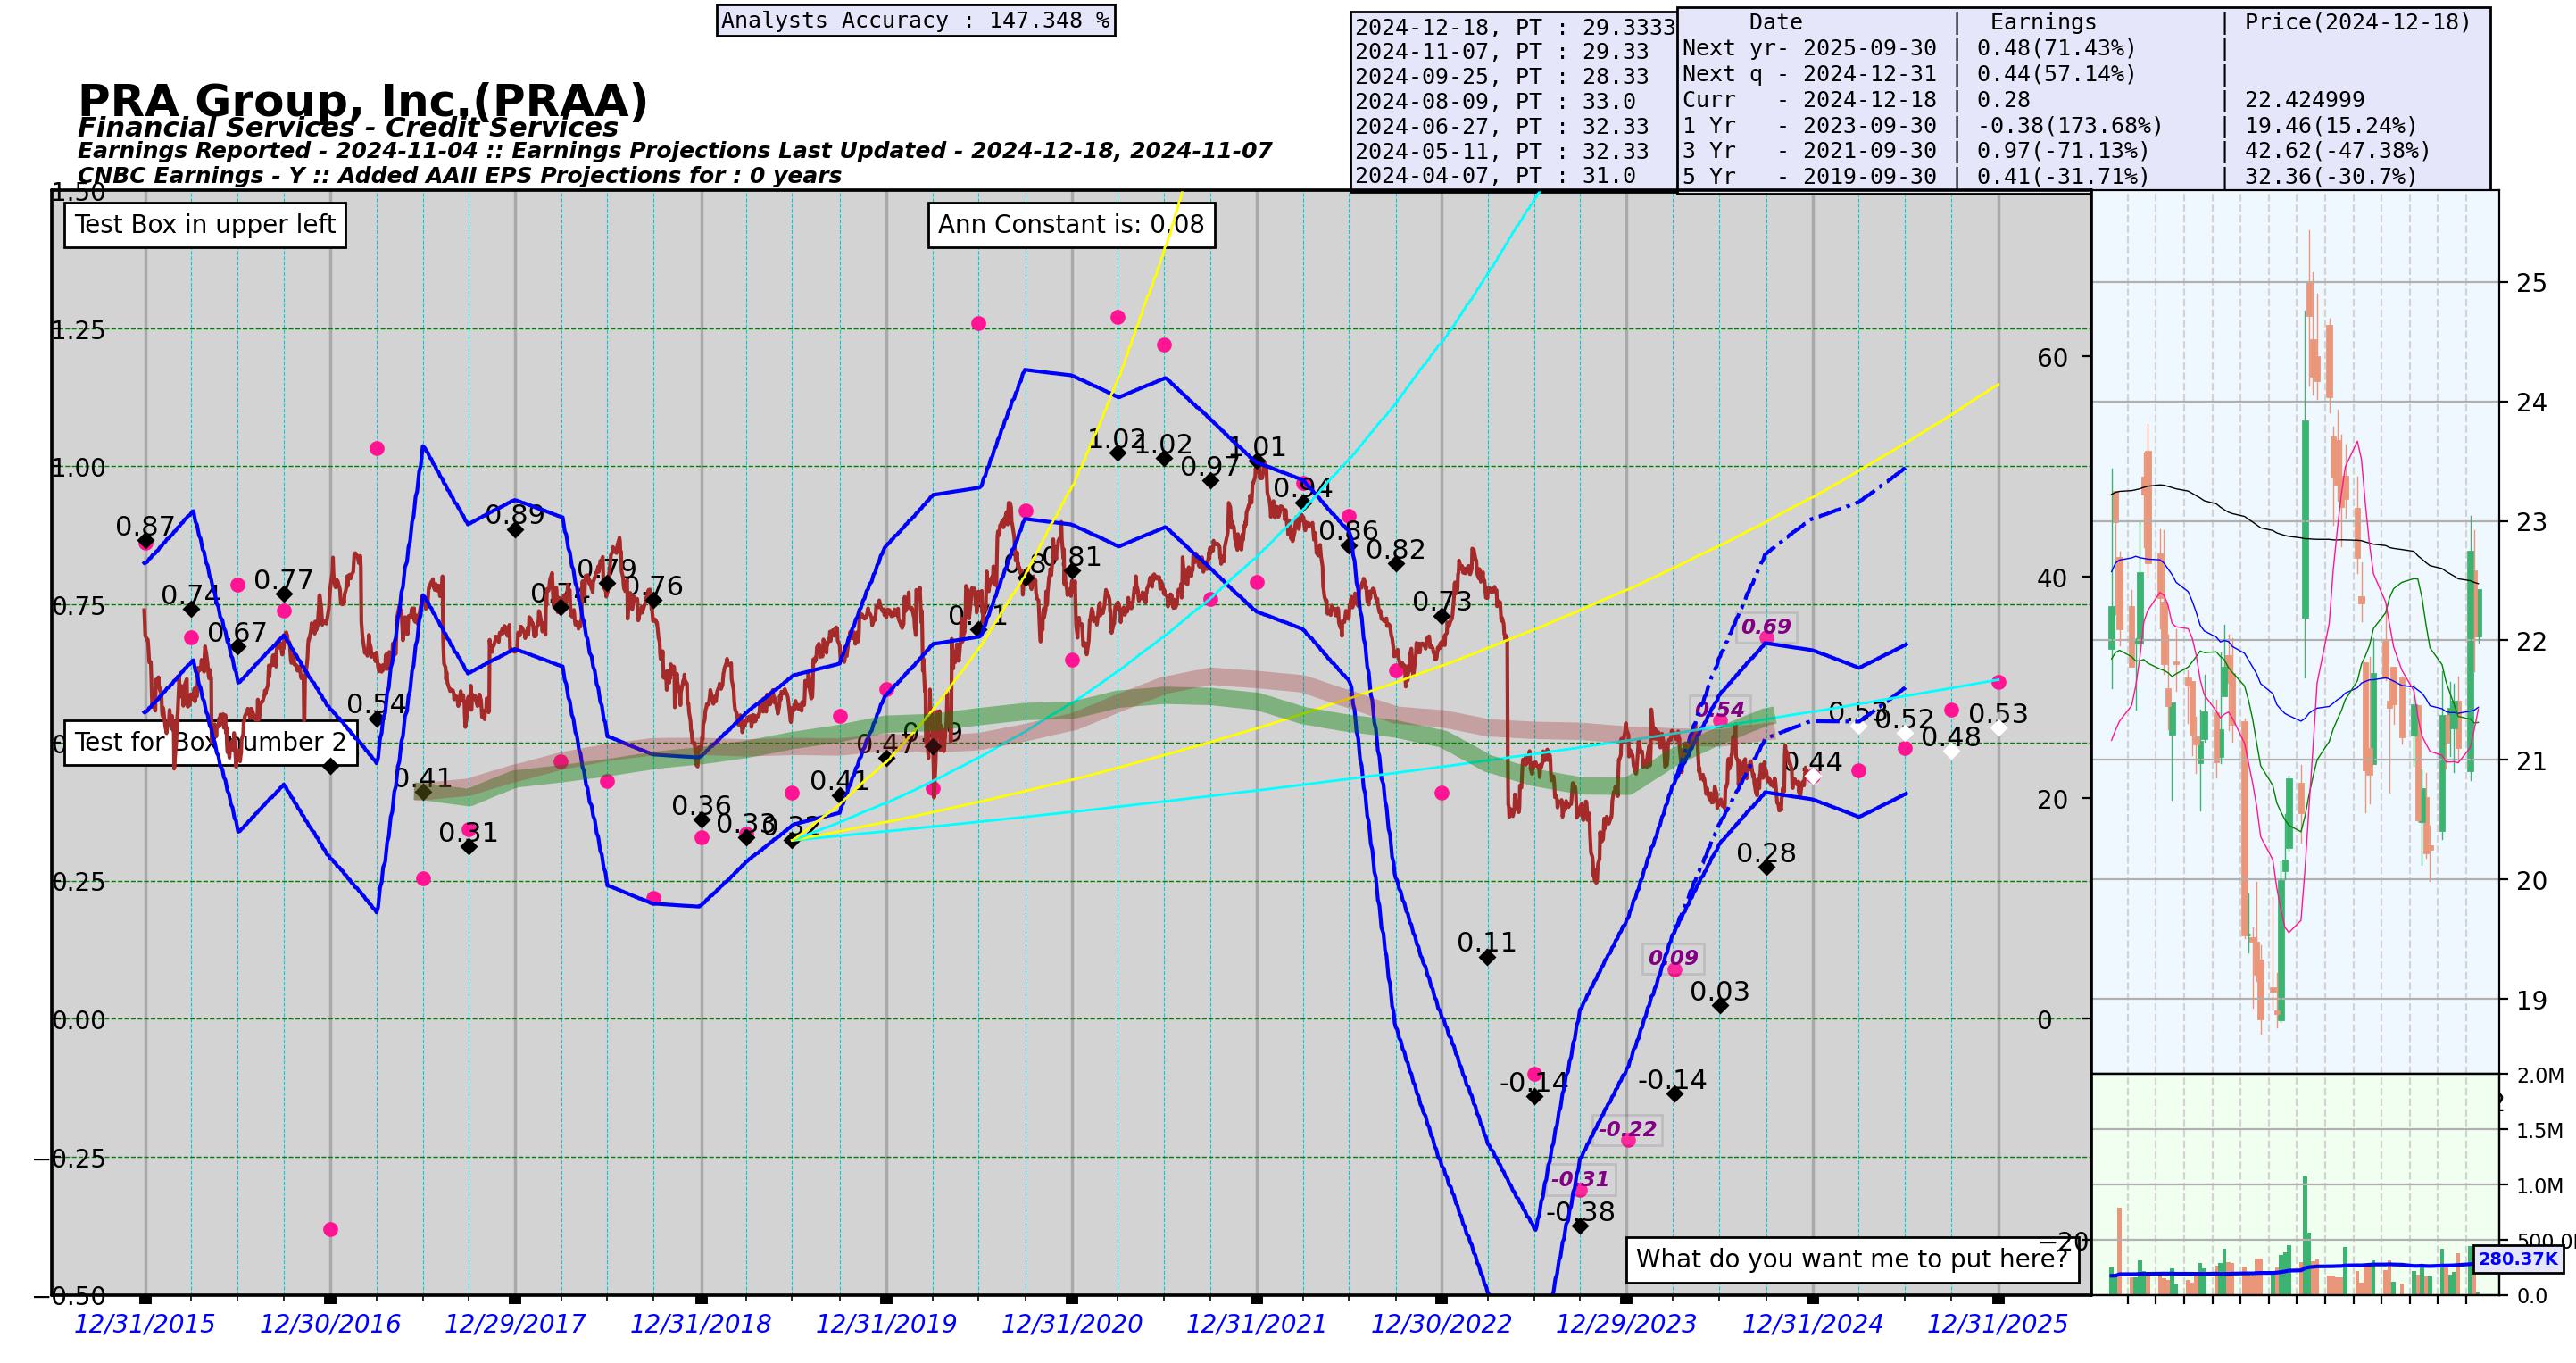 Analysts Accuracy : 147.348 %
2024-12-18, PT : 29.3333
2024-11-07, PT : 29.33
2024-09-25, PT : 28.33
2024-08-09, PT : 33.0
2024-06-27, PT : 32.33
2024-05-11, PT : 32.33
2024-04-07, PT : 31.0
Date | Earnings | Price(2024-12-18)
Next yr- 2025-09-30 | 0.48(71.43%) |
Next q - 2024-12-31 | 0.44(57.14%) |
Curr - 2024-12-18 | 0.28 | 22.424999
1 Yr - 2023-09-30 | -0.38(173.68%) | 19.46(15.24%)
3 Yr - 2021-09-30 | 0.97(-71.13%) | 42.62(-47.38%)
5 Yr - 2019-09-30 | 0.41(-31.71%) | 32.36(-30.7%)
PRA Group, Inc.(PRAA)
Financial Services - Credit Services
Earnings Reported - 2024-11-04 :: Earnings Projections Last Updated - 2024-12-18, 2024-11-07
CNBC Earnings - Y :: Added AAII EPS Projections for : 0 years
Test Box in upper left
Ann Constant is: 0.08
Test for Box number 2
What do you want me to put here?
1.50
1.25
1.00
0.75
0.25
0.00
−0.25
−0.50
0.87
0.74
0.67
0.77
0.54
0.41
0.31
0.89
0.74
0.79
0.76
0.36
0.33
0.32
0.41
0.47
0.49
0.71
0.8
0.81
1.02
1.02
0.97
1.01
0.94
0.86
0.82
0.73
0.11
-0.14
-0.38
-0.31
-0.22
-0.14
0.09
0.03
0.54
0.28
0.69
0.44
0.53
0.52
0.48
0.53
60
40
20
0
−20
25
24
23
22
21
20
19
2.0M
1.5M
1.0M
280.37K
0.0
12/31/2015
12/30/2016
12/29/2017
12/31/2018
12/31/2019
12/31/2020
12/31/2021
12/30/2022
12/29/2023
12/31/2024
12/31/2025